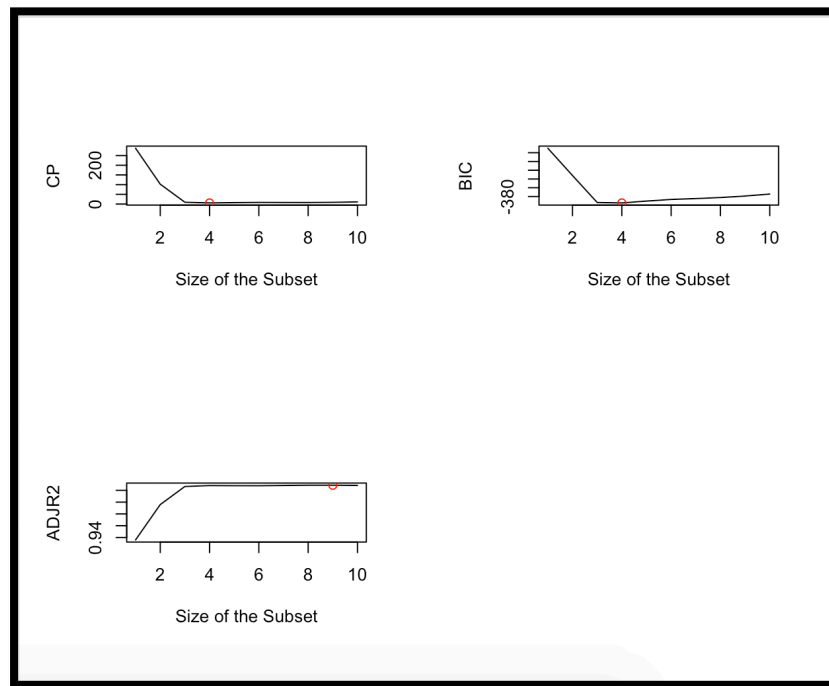 CP
200
0
2 4 6 8 10
Size of the Subset
BIC
-380
2 4 6 8 10
Size of the Subset
ADJR2
0.94
2 4 6 8 10
Size of the Subset